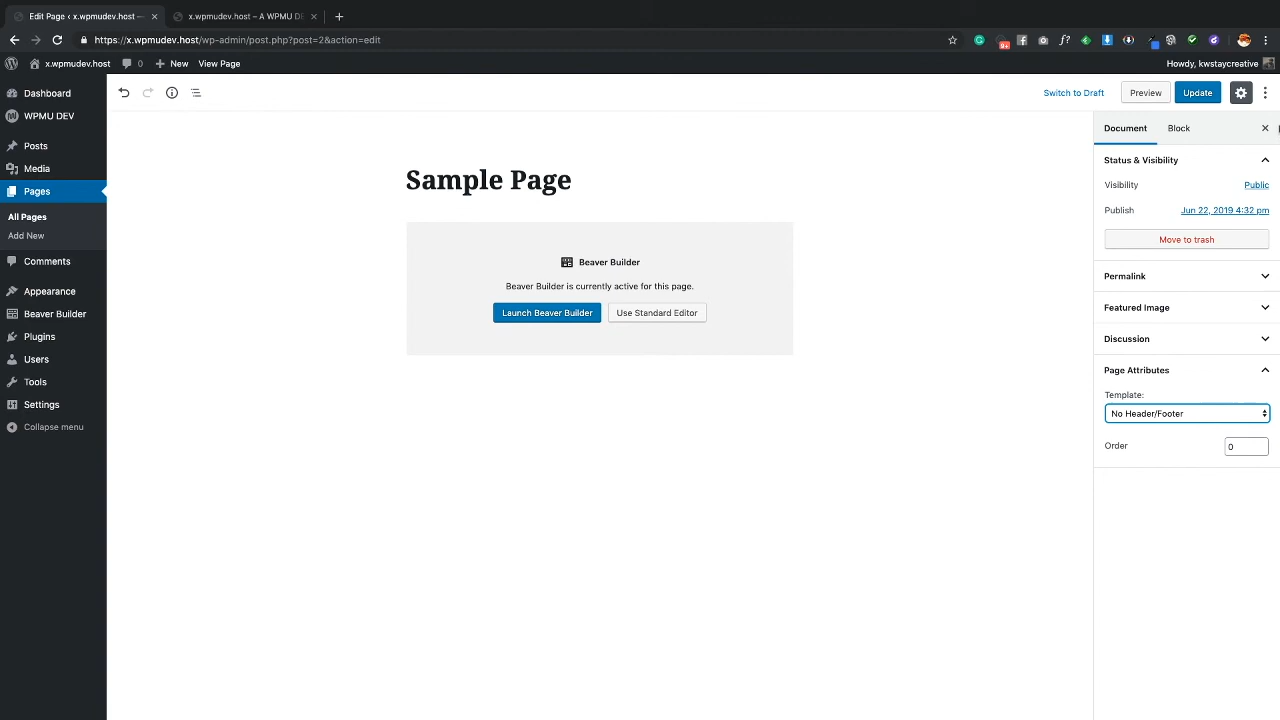 Edit Page ‹ x.wpmudev.host —
x.wpmudev.host – A WPMU DE
https://x.wpmudev.host/wp-admin/post.php?post=2&action=edit
x.wpmudev.host
0
New
View Page
Howdy, kwstaycreative
Dashboard
WPMU DEV
Posts
Media
Pages
All Pages
Add New
Comments
Appearance
Beaver Builder
Plugins
Users
Tools
Settings
Collapse menu
Switch to Draft
Preview
Update
Sample Page
Beaver Builder
Beaver Builder is currently active for this page.
Launch Beaver Builder
Use Standard Editor
Document
Block
Status & Visibility
Visibility
Public
Publish
Jun 22, 2019 4:32 pm
Move to trash
Permalink
Featured Image
Discussion
Page Attributes
Template:
No Header/Footer
Order
0